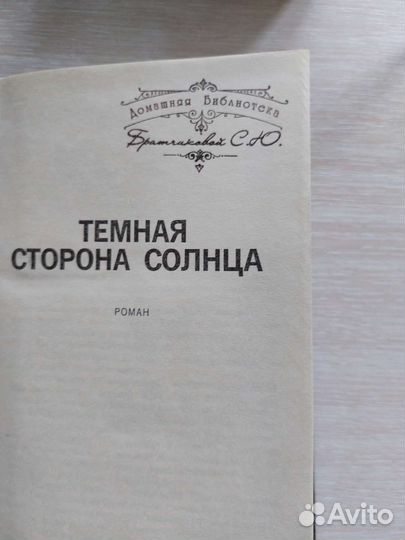 Домашняя Библиотека
Братчиковой С.Ю.
ТЕМНАЯ
СТОРОНА СОЛНЦА
РОМАН
Avito